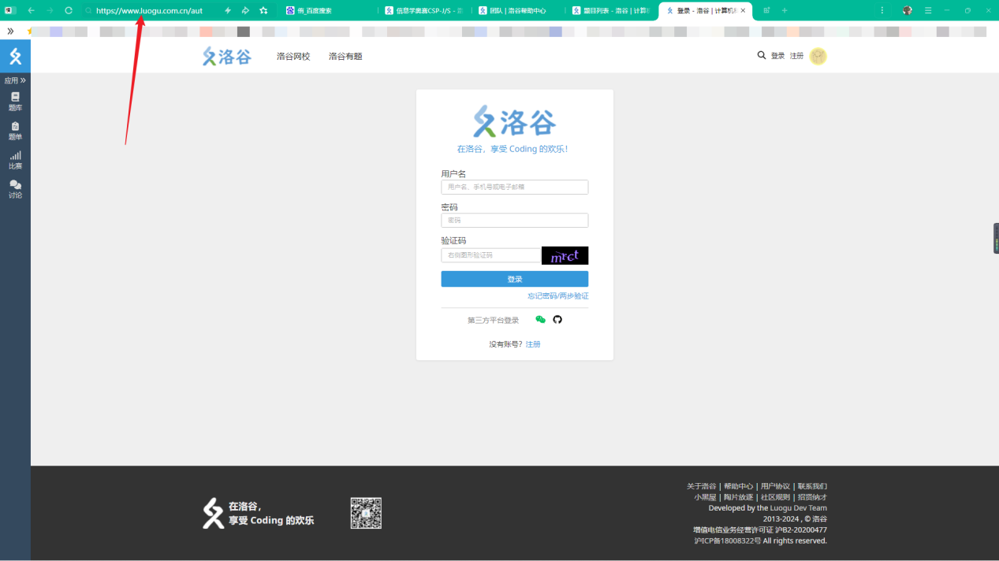 https://www.luogu.com.cn/aut
侑_百度搜索
信息学奥赛CSP-J/S -
团队 | 洛谷帮助中心
题目列表 - 洛谷 | 计算机
登录 - 洛谷 | 计算机科
应用
题库
题单
比赛
讨论
洛谷
洛谷网校
洛谷有题
登录
注册
洛谷
在洛谷，享受 Coding 的欢乐！
用户名
用户名、手机号或电子邮箱
密码
密码
验证码
右侧图形验证码
mrct
登录
忘记密码/两步验证
第三方平台登录
没有账号？注册
在洛谷，
享受 Coding 的欢乐
关于洛谷 | 帮助中心 | 用户协议 | 联系我们
小黑屋 | 陶片放逐 | 社区规则 | 招贤纳才
Developed by the Luogu Dev Team
2013-2024 , © 洛谷
增值电信业务经营许可证 沪B2-20200477
沪ICP备18008322号 All rights reserved.